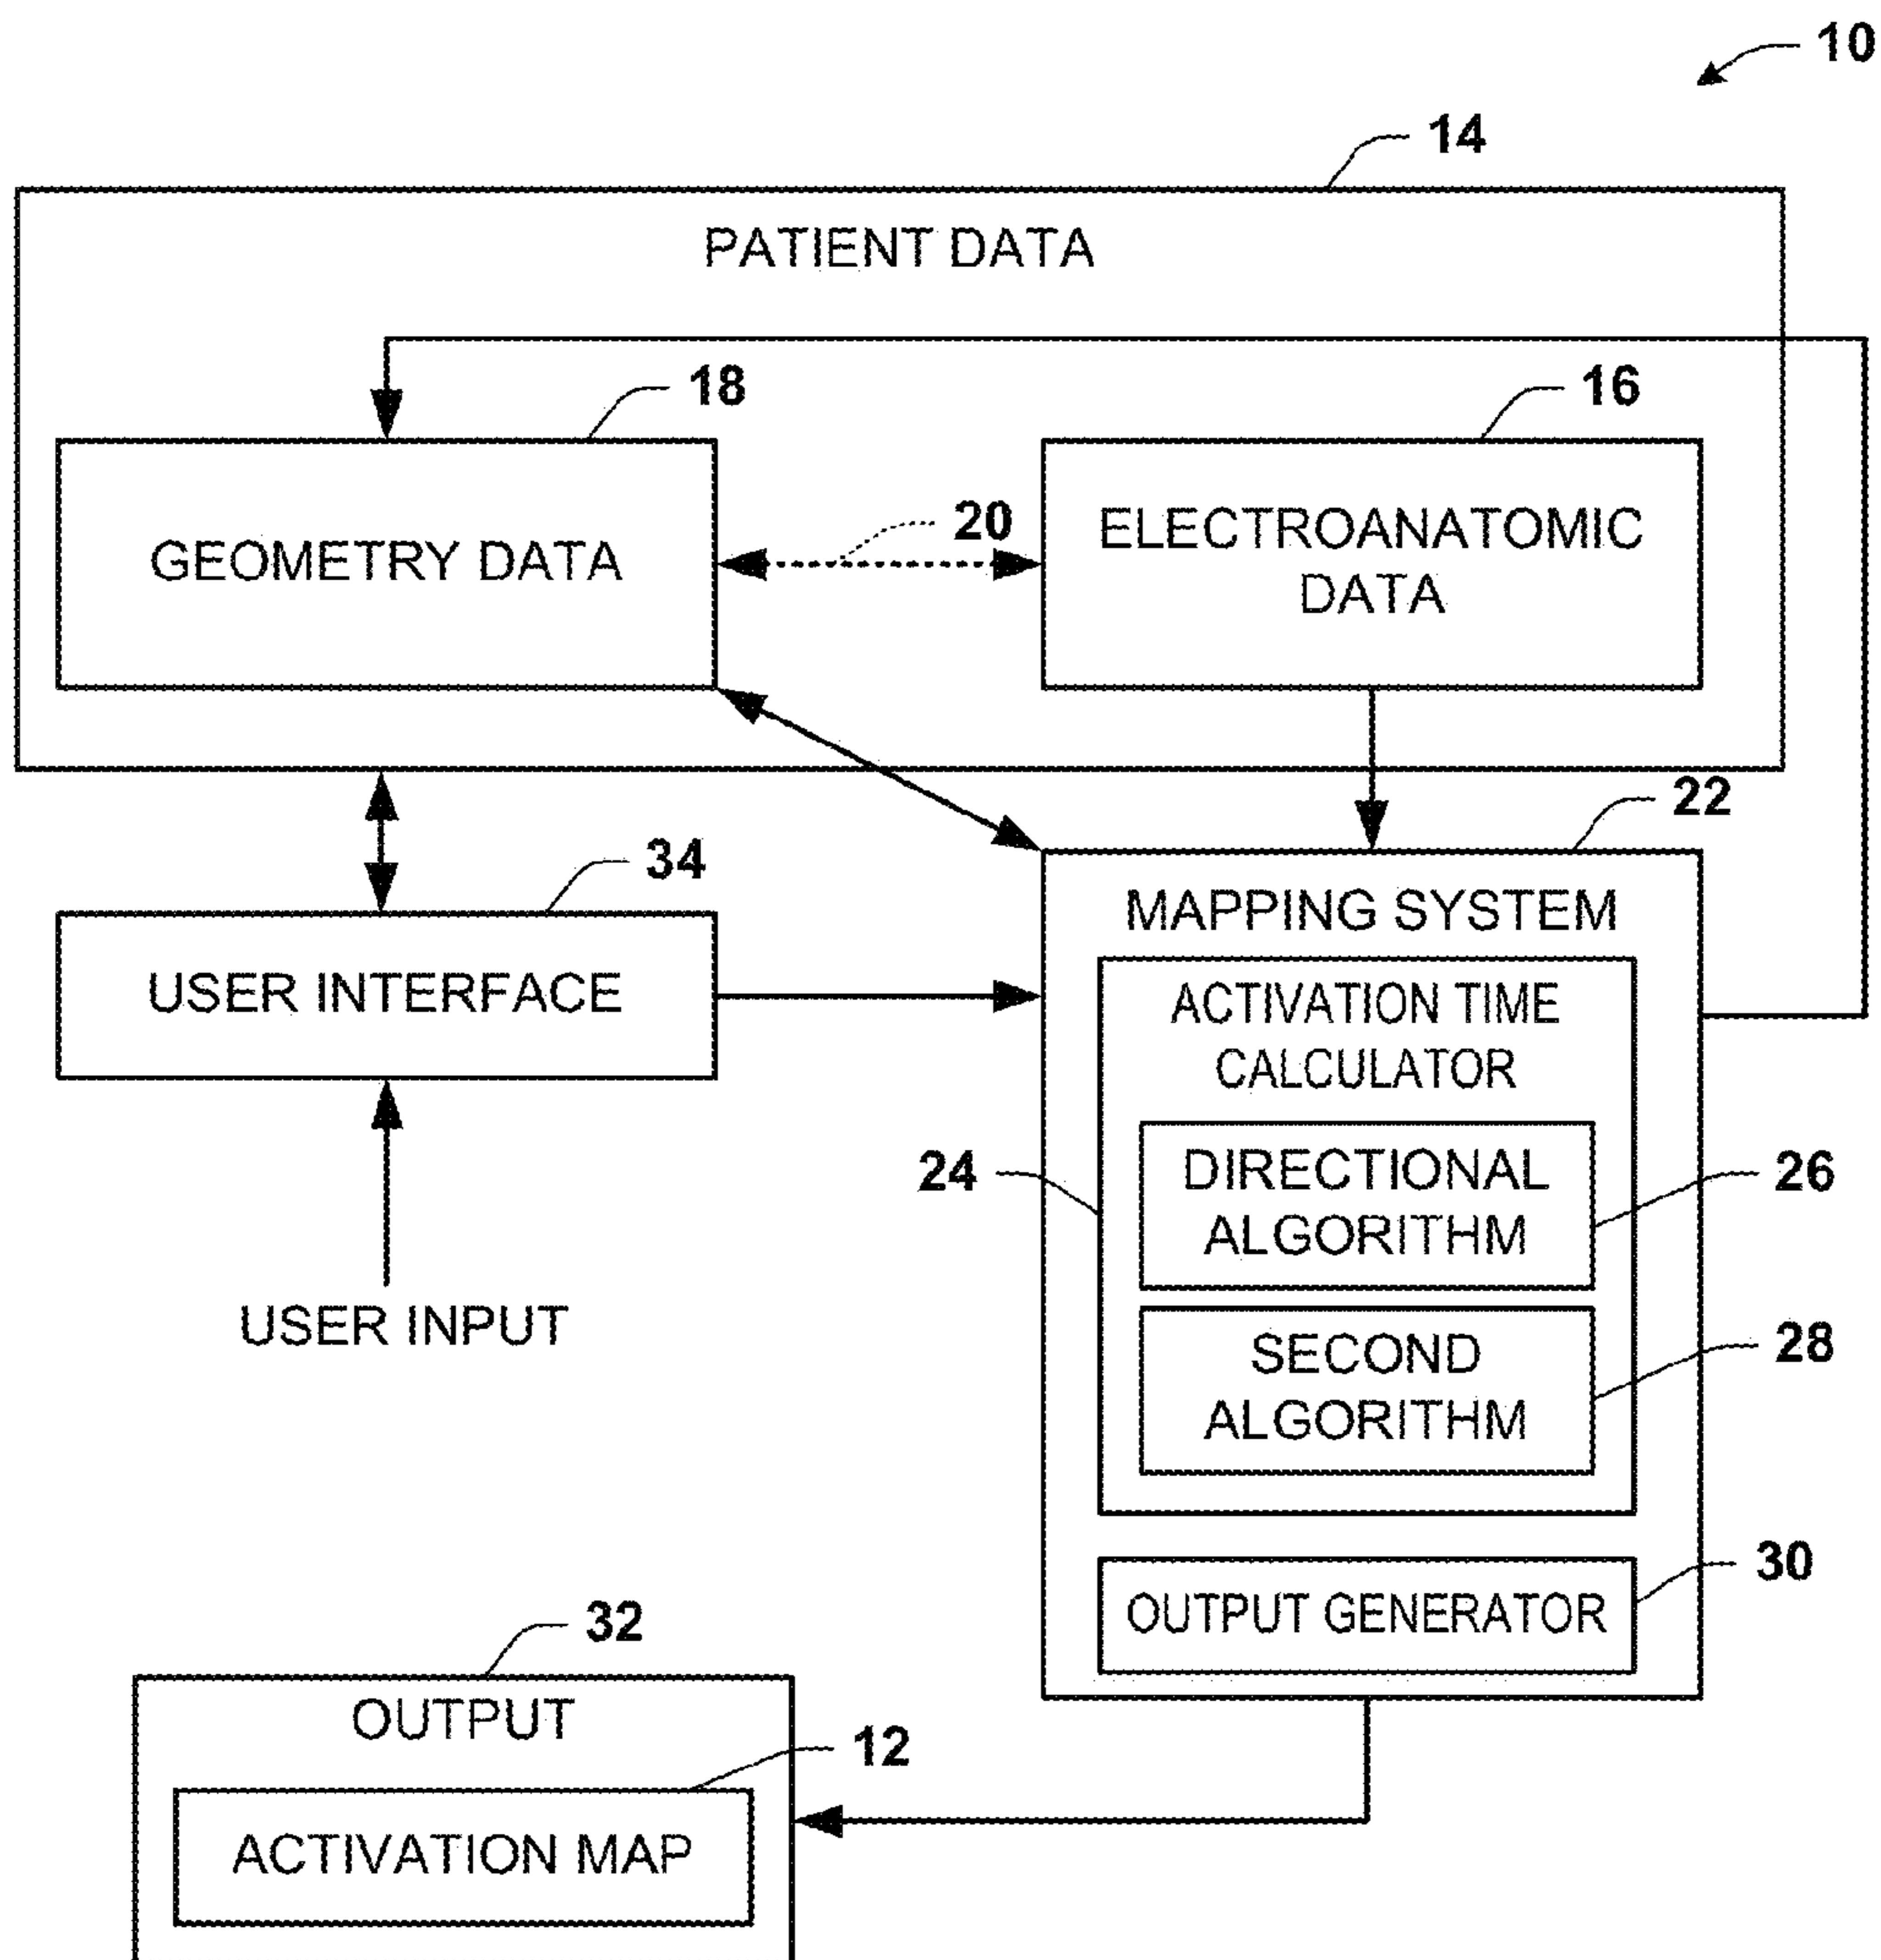 10
14
PATIENT DATA
18
16
GEOMETRY DATA
20
ELECTROANATOMIC
DATA
22
34
USER INTERFACE
MAPPING SYSTEM
ACTIVATION TIME
CALCULATOR
24
DIRECTIONAL
ALGORITHM
26
USER INPUT
SECOND
ALGORITHM
28
30
OUTPUT GENERATOR
32
OUTPUT
12
ACTIVATION MAP